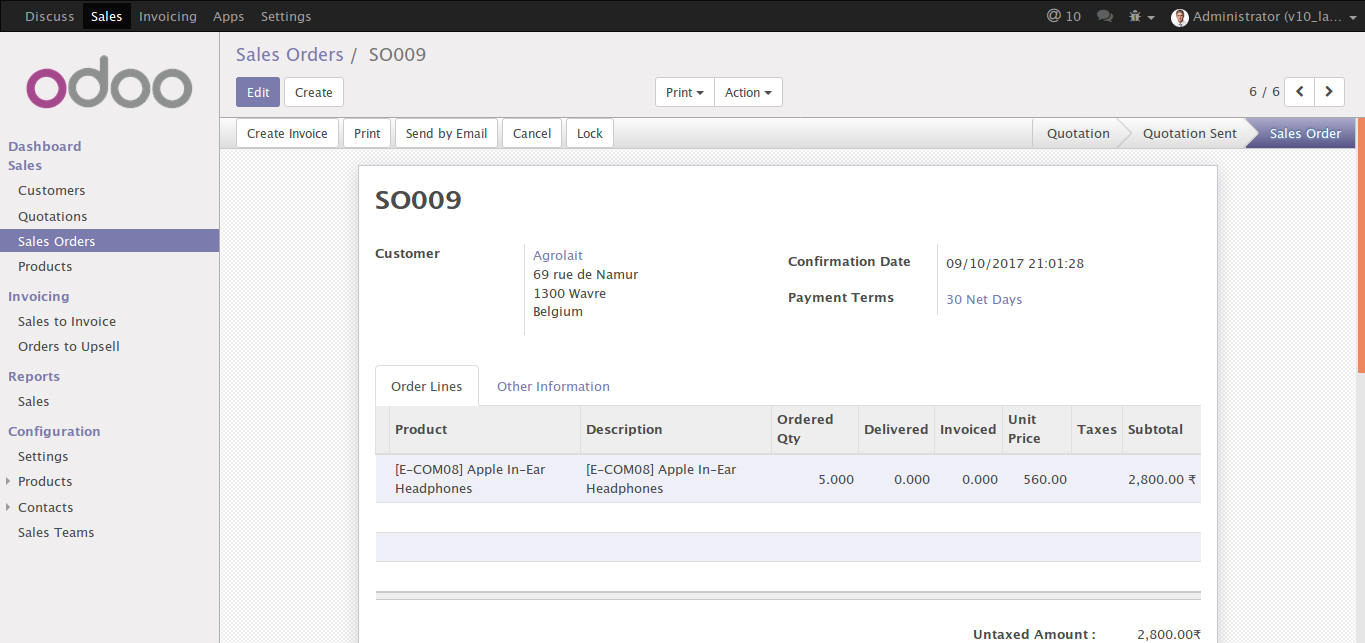 Discuss Sales Invoicing Apps Settings @ 10 Administrator (v10_la...
odoo
Sales Orders / SO009
Edit Create Print Action 6 / 6
Create Invoice Print Send by Email Cancel Lock Quotation Quotation Sent Sales Order
Dashboard
Sales
Customers
Quotations
Sales Orders
Products
Invoicing
Sales to Invoice
Orders to Upsell
Reports
Sales
Configuration
Settings
Products
Contacts
Sales Teams
SO009
Customer
Agrolait
69 rue de Namur
1300 Wavre
Belgium
Confirmation Date 09/10/2017 21:01:28
Payment Terms 30 Net Days
Order Lines Other Information
Product Description Ordered Qty Delivered Invoiced Unit Price Taxes Subtotal
[E-COM08] Apple In-Ear Headphones [E-COM08] Apple In-Ear Headphones 5.000 0.000 0.000 560.00 2,800.00 ₹
Untaxed Amount : 2,800.00₹